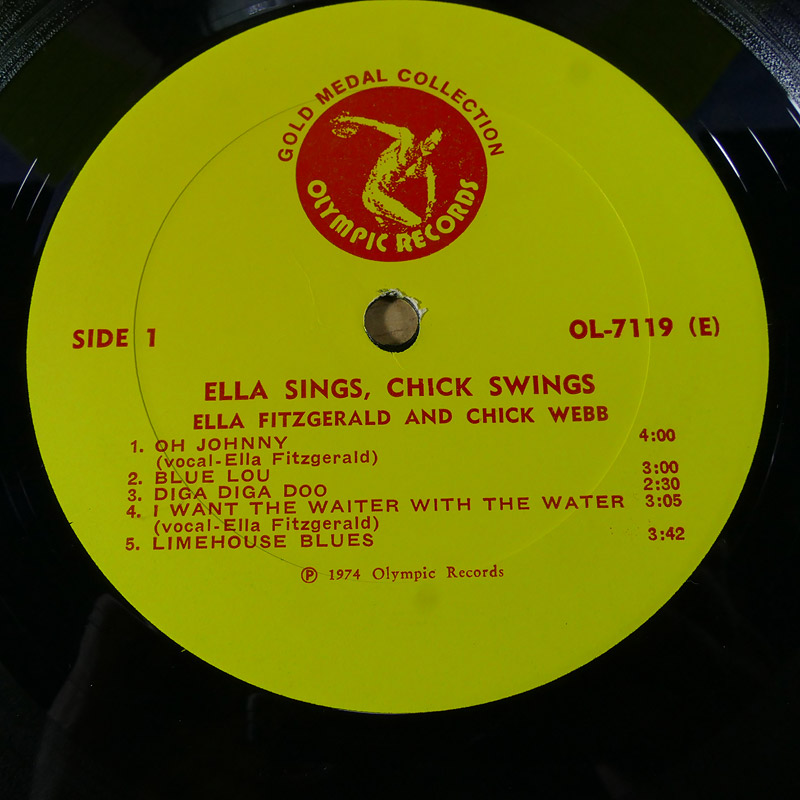 GOLD MEDAL COLLECTION
OLYMPIC RECORDS
SIDE 1
OL-7119 (E)
ELLA SINGS, CHICK SWINGS
ELLA FITZGERALD AND CHICK WEBB
1. OH JOHNNY 4:00
(vocal-Ella Fitzgerald)
2. BLUE LOU 3:00
3. DIGA DIGA DOO 2:30
4. I WANT THE WAITER WITH THE WATER 3:05
(vocal-Ella Fitzgerald)
5. LIMEHOUSE BLUES 3:42
Ⓟ 1974 Olympic Records